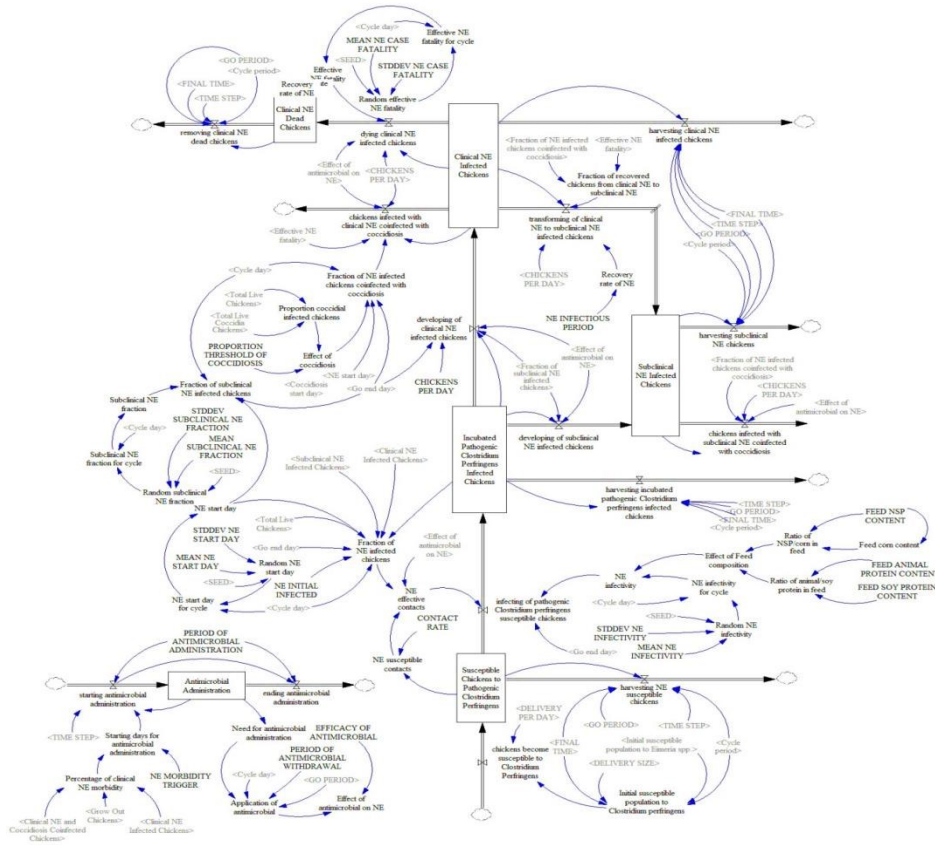 <Cycle day>
MEAN NE CASE
FATALITY
Effective NE
fatality for cycle
<SEED>
STDDEV NE CASE
FATALITY
Effective
NE fatality
Random effective
NE fatality
<GO PERIOD>
<Cycle period>
<FINAL TIME>
<TIME STEP>
removing clinical NE
dead chickens
Recovery
rate of NE
Clinical NE
Dead
Chickens
dying clinical NE
infected chickens
Clinical NE
Infected
Chickens
harvesting clinical NE
infected chickens
<Fraction of NE infected
chickens coinfected with
coccidiosis>
<Effective NE
fatality>
Fraction of recovered
chickens from clinical NE to
subclinical NE
<Effect of
antimicrobial on
NE>
<CHICKENS
PER DAY>
chickens infected with
clinical NE coinfected with
coccidiosis
<Effective NE
fatality>
transforming of clinical
NE to subclinical NE
infected chickens
<CHICKENS
PER DAY>
Recovery
rate of NE
NE INFECTIOUS
PERIOD
<FINAL TIME>
<TIME STEP>
<GO PERIOD>
<Cycle period>
<Cycle day>
Fraction of NE infected
chickens coinfected with
coccidiosis
<Total Live
Chickens>
<Total Live
Coccidia
Chickens>
Proportion coccidial
infected chickens
PROPORTION
THRESHOLD OF
COCCIDIOSIS
Effect of
coccidiosis
<Coccidiosis
start day>
<NE start day>
<Go end day>
developing of
clinical NE
infected chickens
CHICKENS
PER DAY
<Effect of
antimicrobial on
NE>
<Fraction of
subclinical NE
infected
chickens>
Subclinical
NE Infected
Chickens
harvesting subclinical
NE chickens
<Fraction of NE infected
chickens coinfected with
coccidiosis>
<CHICKENS
PER DAY>
<Effect of
antimicrobial on NE>
chickens infected with
subclinical NE coinfected with
coccidiosis
Fraction of subclinical
NE infected chickens
Subclinical NE
fraction
STDDEV
SUBCLINICAL NE
FRACTION
<Cycle day>
MEAN
SUBCLINICAL NE
FRACTION
Subclinical NE
fraction for cycle
<SEED>
Random subclinical
NE fraction
developing of subclinical
NE infected chickens
Incubated
Pathogenic
Clostridium
Perfringens
Infected
Chickens
<Subclinical NE
Infected Chickens>
<Clinical NE
Infected Chickens>
harvesting incubated
pathogenic Clostridium
perfringens infected
chickens
<TIME STEP>
<GO PERIOD>
<FINAL TIME>
<Cycle period>
NE start day
STDDEV NE
START DAY
<Total Live
Chickens>
<Go end day>
Fraction of
NE infected
chickens
MEAN NE
START DAY
Random NE
start day
<SEED>
NE INITIAL
INFECTED
NE start day
for cycle
<Cycle day>
<Effect of
antimicrobial on
NE>
NE
effective
contacts
CONTACT
RATE
NE susceptible
contacts
infecting of pathogenic
Clostridium perfringens
susceptible chickens
FEED NSP
CONTENT
Ratio of
NSP/corn in
feed
Feed corn content
Effect of Feed
composition
FEED ANIMAL
PROTEIN CONTENT
Ratio of animal/soy
protein in feed
FEED SOY PROTEIN
CONTENT
NE
infectivity
NE infectivity
for cycle
<Cycle day>
<SEED>
STDDEV NE
INFECTIVITY
Random NE
infectivity
MEAN NE
INFECTIVITY
<Go end day>
PERIOD OF
ANTIMICROBIAL
ADMINISTRATION
starting antimicrobial
administration
Antimicrobial
Administration
ending antimicrobial
administration
<TIME STEP>
Starting days for
antimicrobial
administration
NE MORBIDITY
TRIGGER
Percentage of clinical
NE morbidity
<Clinical NE and
Coccidiosis Coinfected
Chickens>
<Grow Out
Chickens>
<Clinical NE
Infected Chickens>
Need for antimicrobial
administration
EFFICACY OF
ANTIMICROBIAL
PERIOD OF
ANTIMICROBIAL
WITHDRAWAL
<Cycle day>
<GO PERIOD>
Application of
antimicrobial
Effect of
antimicrobial on NE
Susceptible
Chickens to
Pathogenic
Clostridium
Perfringens
harvesting NE
susceptible
chickens
<DELIVERY
PER DAY>
chickens become
susceptible to
Clostridium
Perfringens
<GO PERIOD>
<TIME STEP>
<FINAL
TIME>
<Initial susceptible
population to Eimeria spp.>
<Cycle
period>
<DELIVERY SIZE>
Initial susceptible
population to
Clostridium perfringens